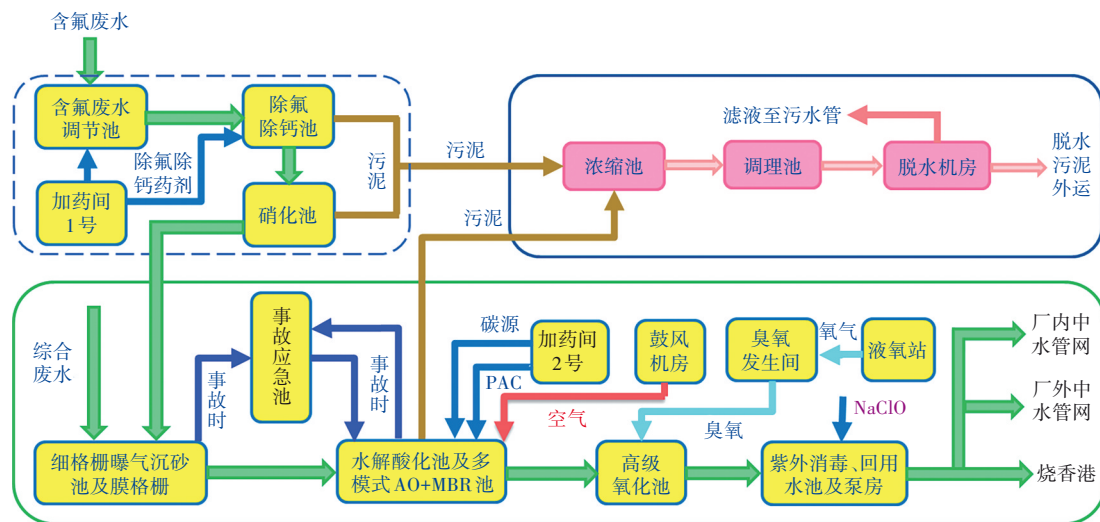 含氟废水
含氟废水
调节池
除氟
除钙池
除氟除
钙药剂
加药间
1号
硝化池
污泥
污泥
污泥
浓缩池
调理池
脱水机房
滤液至污水管
脱水
污泥
外运
综合
废水
事故时
事故应急池
事故时
碳源
PAC
加药间
2号
鼓风
机房
空气
臭氧
发生间
氧气
液氧站
臭氧
NaClO
厂内中
水管网
厂外中
水管网
烧香港
细格栅曝气沉砂
池及膜格栅
水解酸化池及多
模式AO+MBR池
高级
氧化池
紫外消毒、回用
水池及泵房